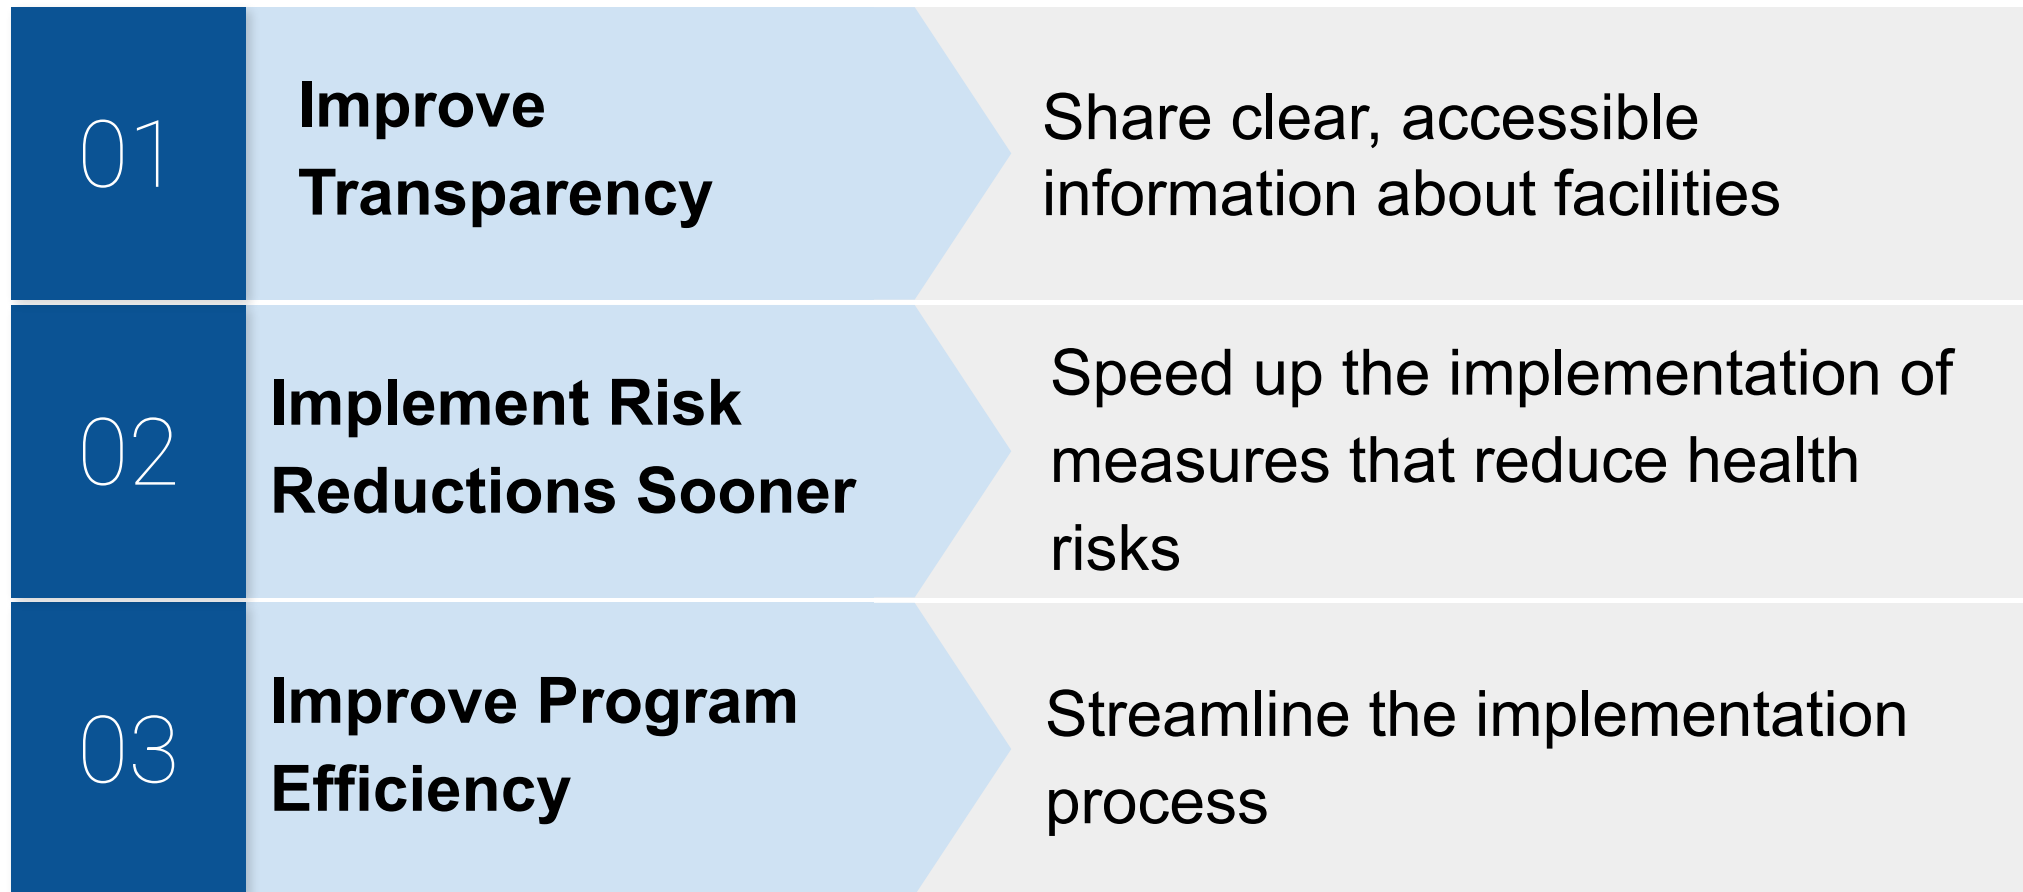 01
Improve
Transparency
Share clear, accessible
information about facilities
02
Implement Risk
Reductions Sooner
Speed up the implementation of
measures that reduce health
risks
03
Improve Program
Efficiency
Streamline the implementation
process